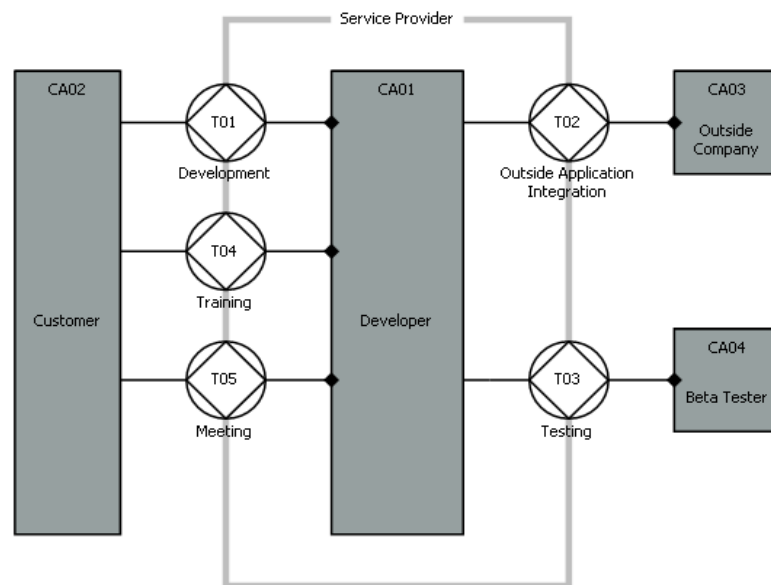 Service Provider
CA02
Customer
T01
Development
T04
Training
T05
Meeting
CA01
Developer
T02
Outside Application
Integration
T03
Testing
CA03
Outside
Company
CA04
Beta Tester